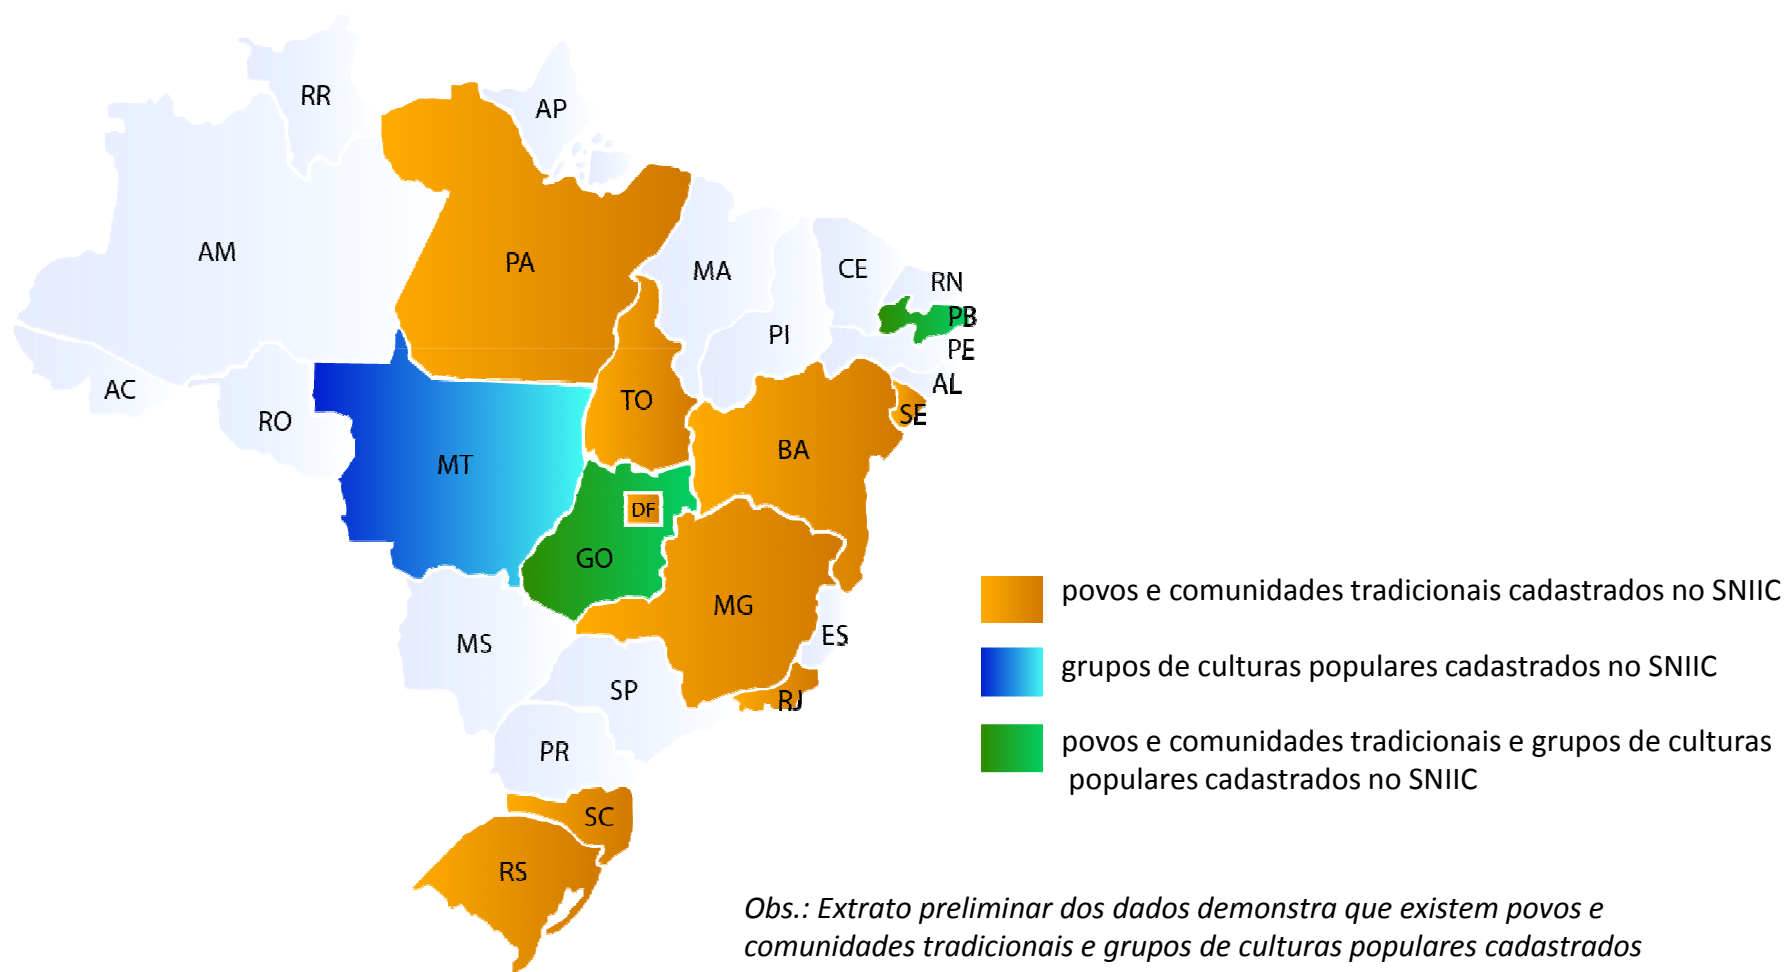 RR
AP
AM
PA
MA
CE
RN
PB
PI
PE
AL
AC
TO
SE
RO
BA
MT
DF
GO
MG
ES
MS
SP
RJ
PR
SC
RS
povos e comunidades tradicionais cadastrados no SNIIC
grupos de culturas populares cadastrados no SNIIC
povos e comunidades tradicionais e grupos de culturas
populares cadastrados no SNIIC
Obs.: Extrato preliminar dos dados demonstra que existem povos e
comunidades tradicionais e grupos de culturas populares cadastrados